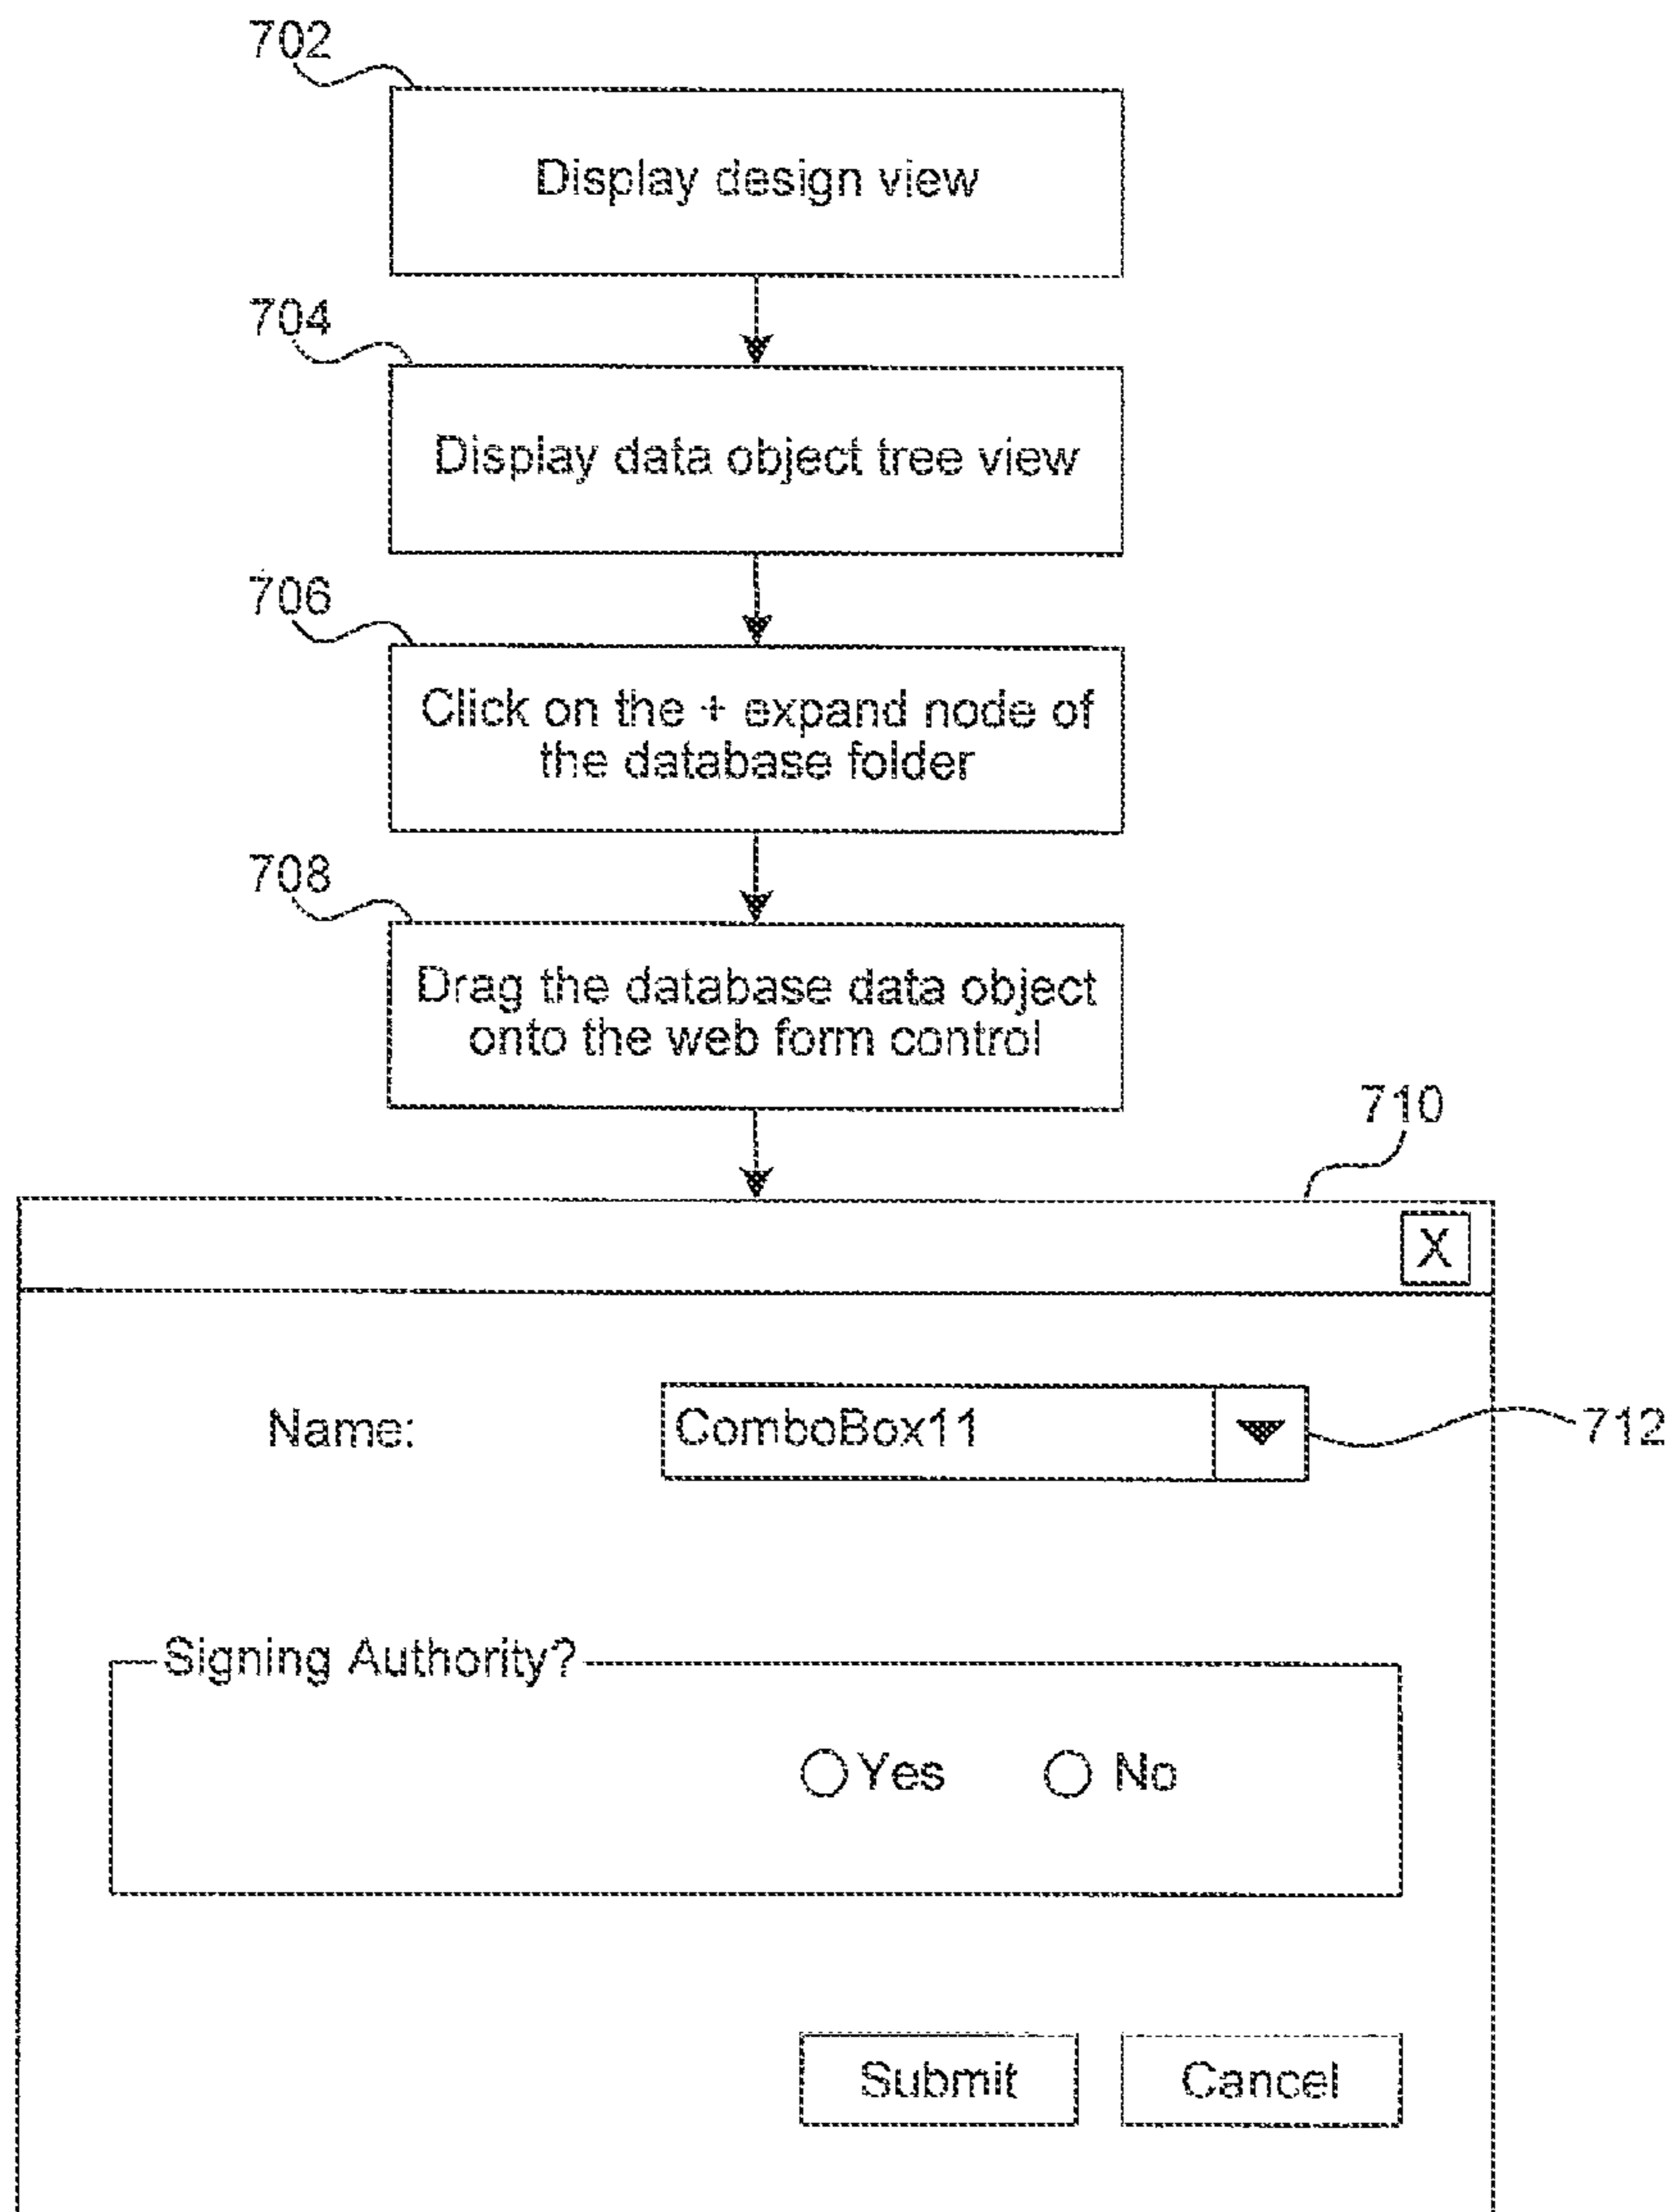 702
Display design view
704
Display data object tree view
706
Click on the + expand node of
the database folder
708
Drag the database data object
onto the web form control
710
X
Name:
ComboBox11
712
Signing Authority?
Yes
No
Submit
Cancel